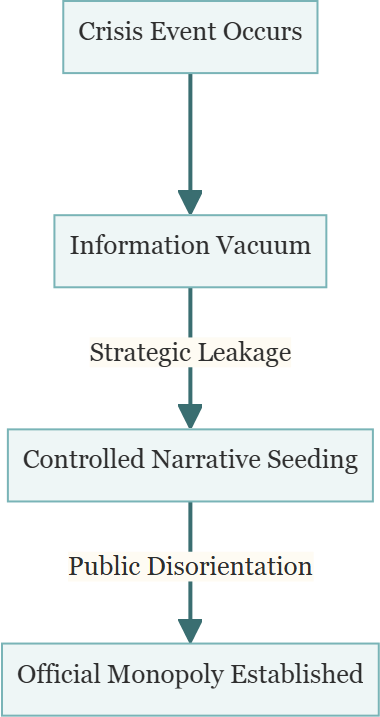 Crisis Event Occurs
Information Vacuum
Strategic Leakage
Controlled Narrative Seeding
Public Disorientation
Official Monopoly Established